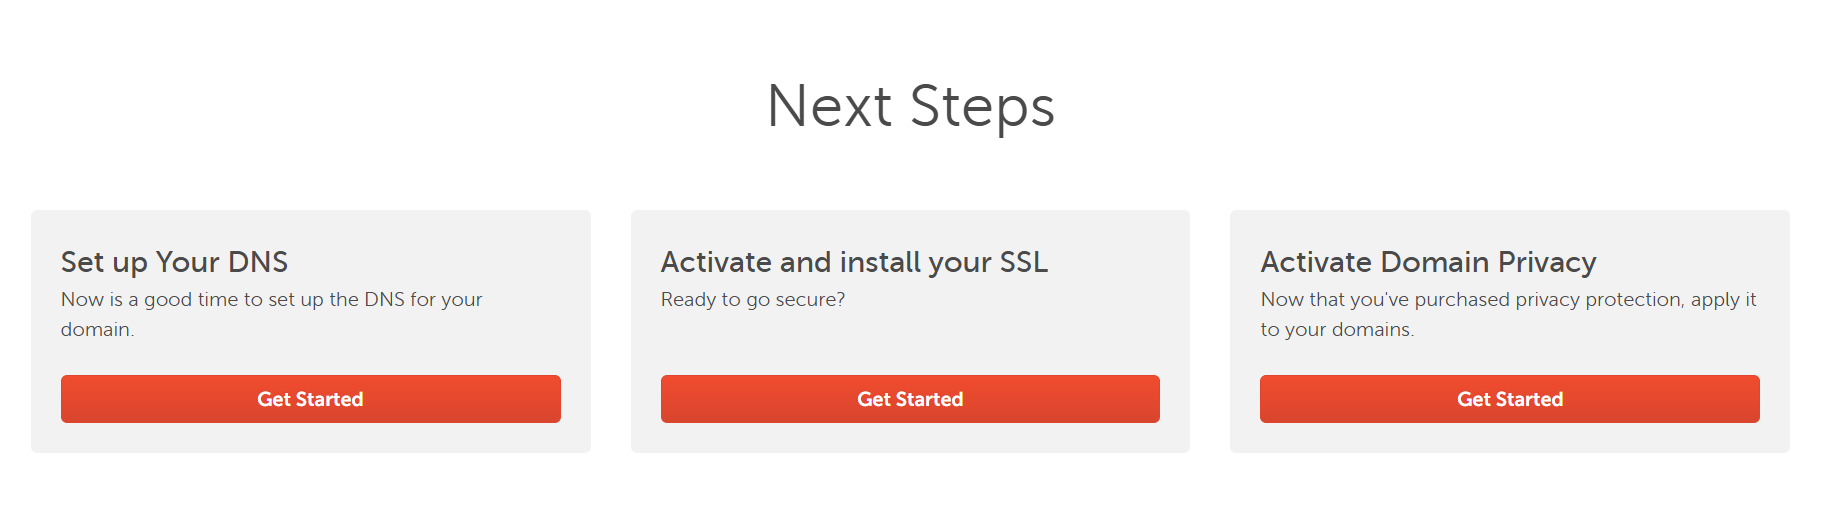 Next Steps
Set up Your DNS
Now is a good time to set up the DNS for your
domain.
Get Started
Activate and install your SSL
Ready to go secure?
Get Started
Activate Domain Privacy
Now that you've purchased privacy protection, apply it
to your domains.
Get Started